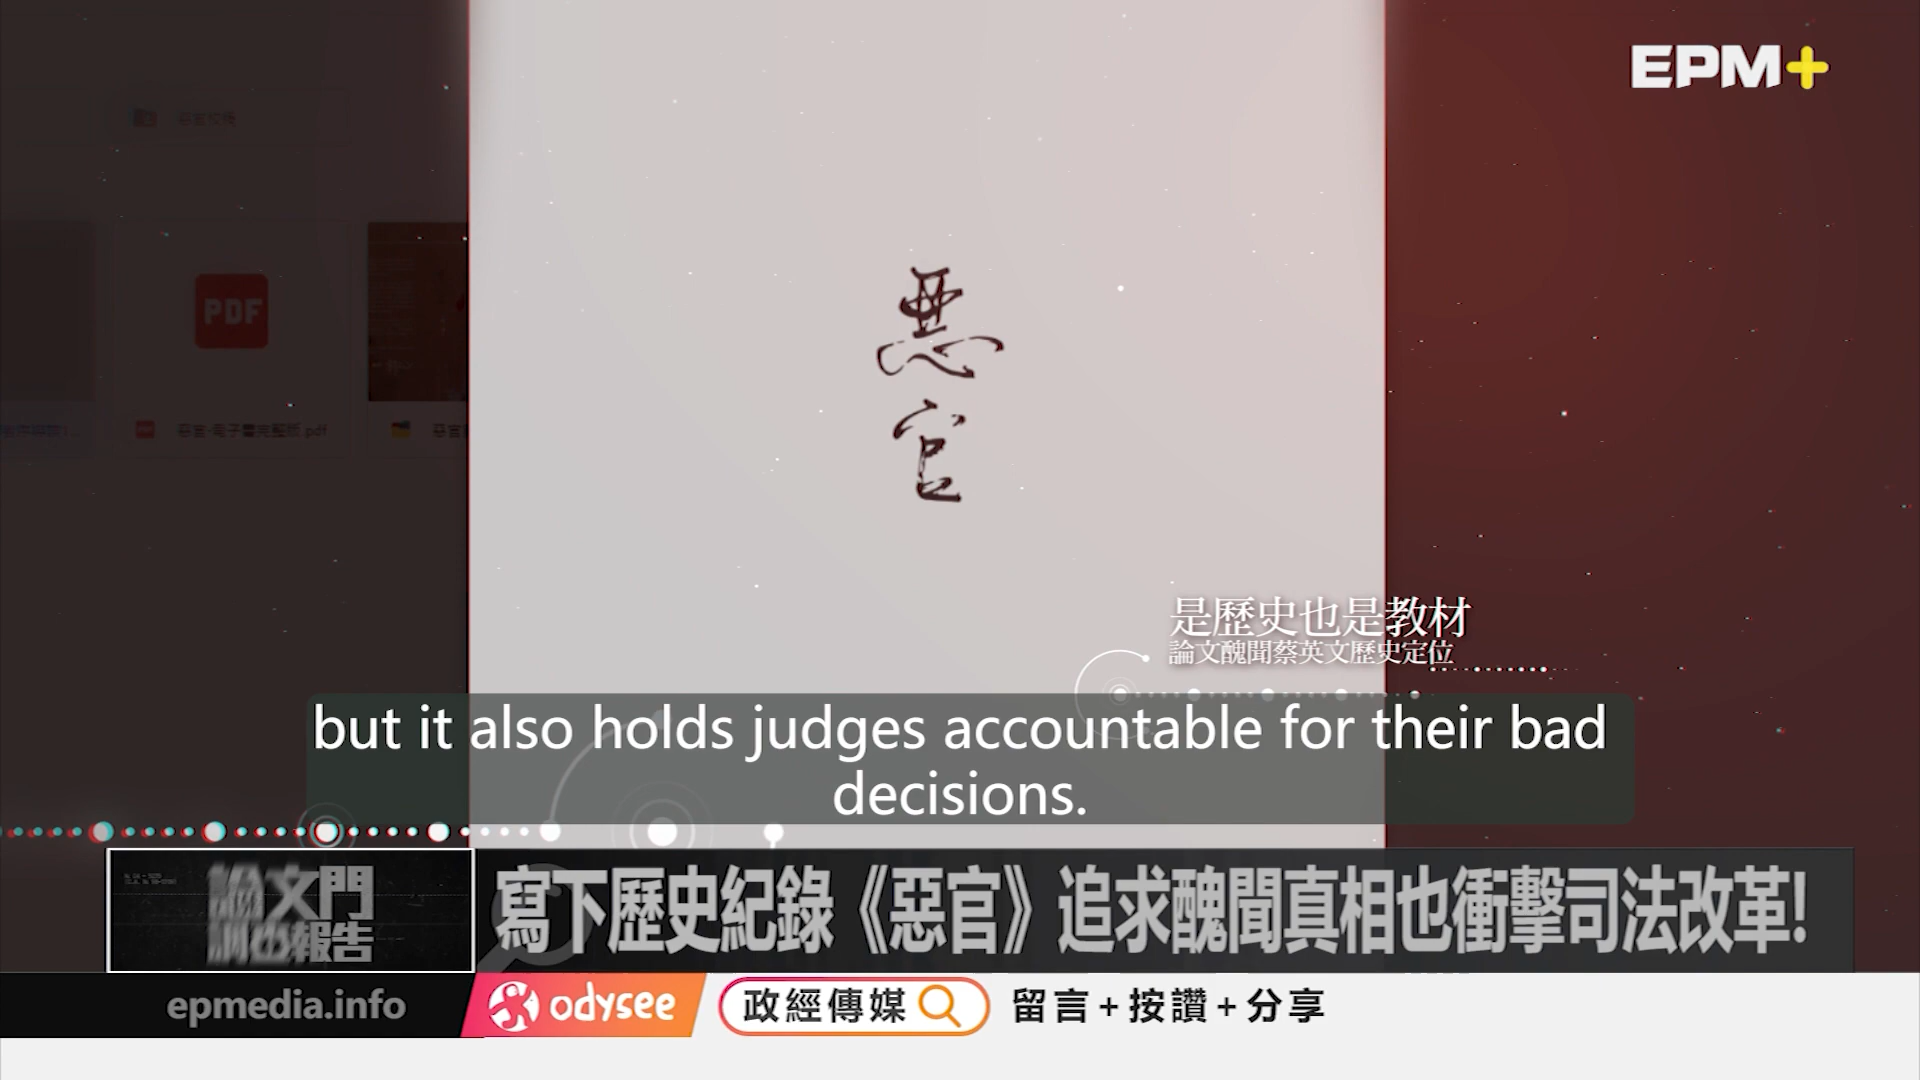 EPM+
PDF
惡
官
是歷史也是教材
論文醜聞蔡英文歷史定位
but it also holds judges accountable for their bad
decisions.
論文門
報告
寫下歷史紀錄《惡官》追求醜聞真相也衝擊司法改革!
epmedia.info
odysee
政經傳媒
留言+按讚+分享